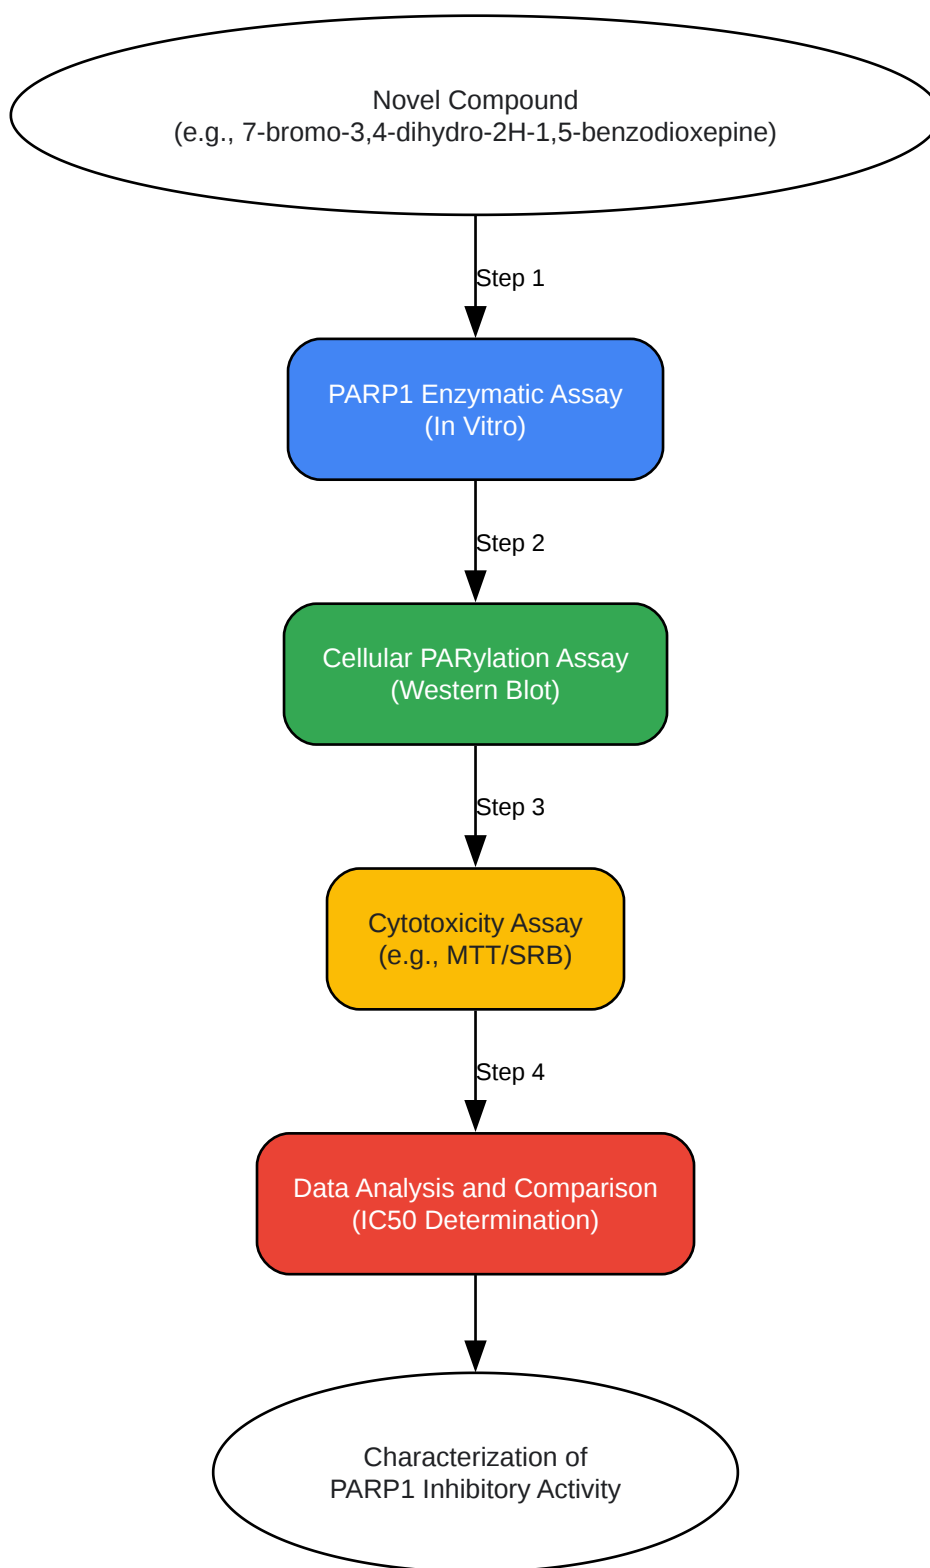 Novel Compound
(e.g., 7-bromo-3,4-dihydro-2H-1,5-benzodioxepine)
Step 1
PARP1 Enzymatic Assay
(In Vitro)
Step 2
Cellular PARylation Assay
(Western Blot)
Step 3
Cytotoxicity Assay
(e.g., MTT/SRB)
Step 4
Data Analysis and Comparison
(IC50 Determination)
Characterization of
PARP1 Inhibitory Activity